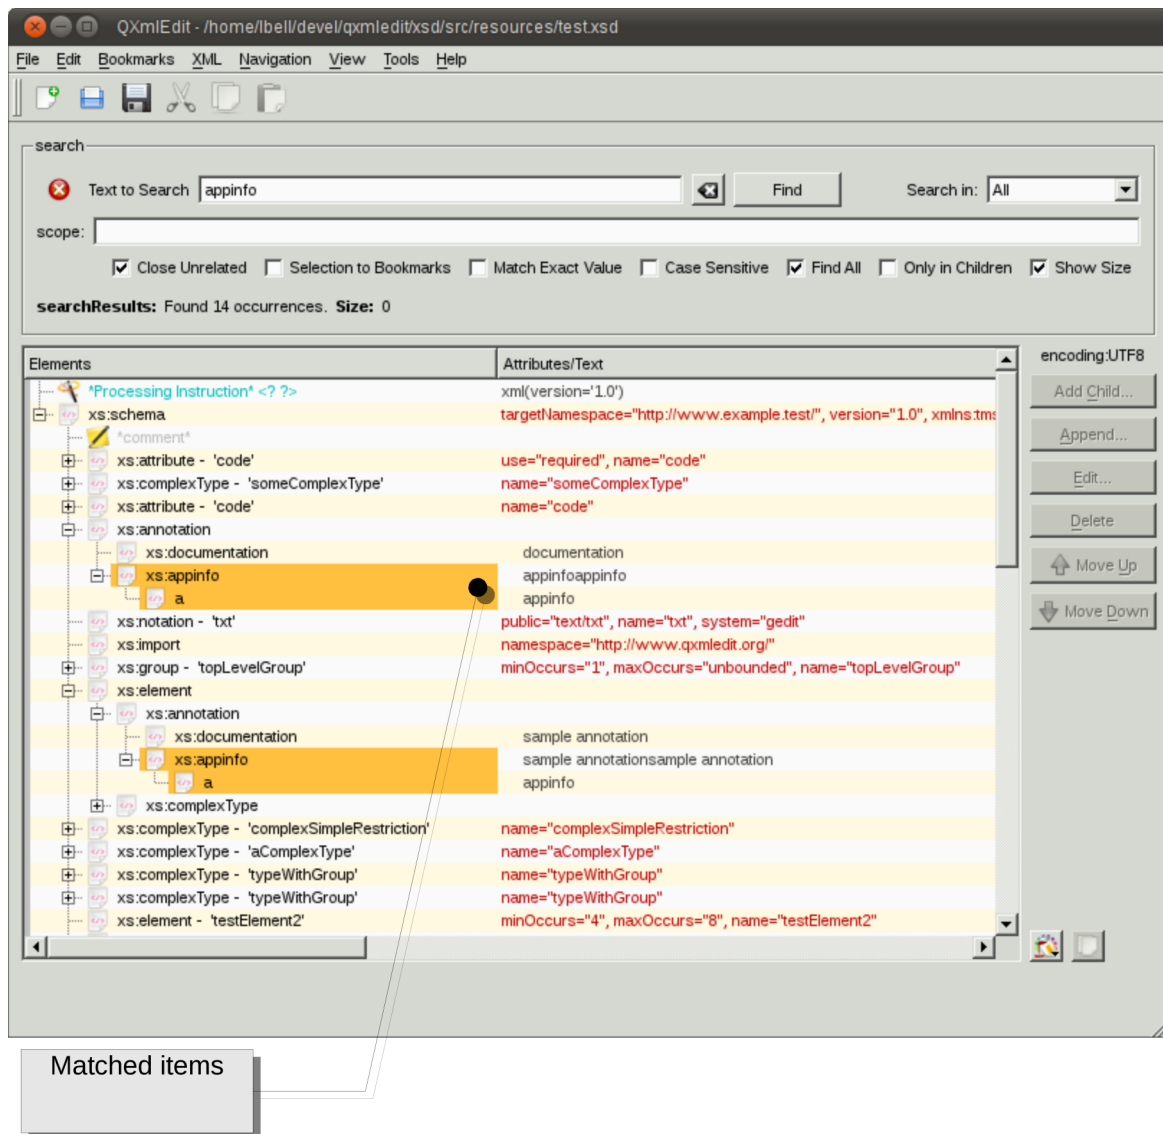 QXmlEdit - /home/lbell/devel/qxmledit/xsd/src/resources/test.xsd
File Edit Bookmarks XML Navigation View Tools Help
search
Text to Search appinfo Find Search in: All
scope:
Close Unrelated Selection to Bookmarks Match Exact Value Case Sensitive Find All Only in Children Show Size
searchResults: Found 14 occurrences. Size: 0
Elements Attributes/Text encoding:UTF8
*Processing Instruction* <? ?> xml(version='1.0') Add Child...
xs:schema targetNamespace="http://www.example.test/", version="1.0", xmlns:tms
*comment* Append...
xs:attribute - 'code' use="required", name="code"
xs:complexType - 'someComplexType' name="someComplexType" Edit...
xs:attribute - 'code' name="code"
xs:annotation Delete
xs:documentation documentation
xs:appinfo appinfoappinfo Move Up
a appinfo
xs:notation - 'txt' public="text/txt", name="txt", system="gedit" Move Down
xs:import namespace="http://www.qxmledit.org/"
xs:group - 'topLevelGroup' minOccurs="1", maxOccurs="unbounded", name="topLevelGroup"
xs:element
xs:annotation
xs:documentation sample annotation
xs:appinfo sample annotationsample annotation
a appinfo
xs:complexType
xs:complexType - 'complexSimpleRestriction' name="complexSimpleRestriction"
xs:complexType - 'aComplexType' name="aComplexType"
xs:complexType - 'typeWithGroup' name="typeWithGroup"
xs:complexType - 'typeWithGroup' name="typeWithGroup"
xs:element - 'testElement2' minOccurs="4", maxOccurs="8", name="testElement2"
Matched items